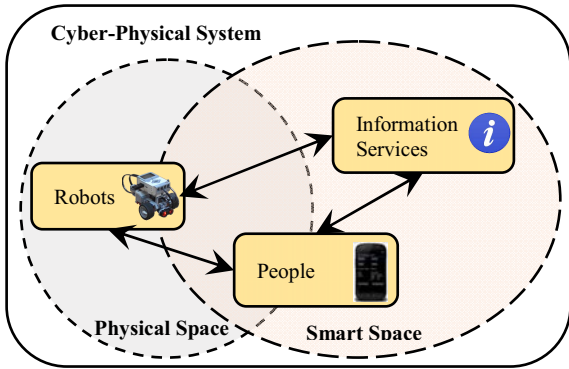 Cyber-Physical System
Information
Services
i
Robots
People
Physical Space
Smart Space